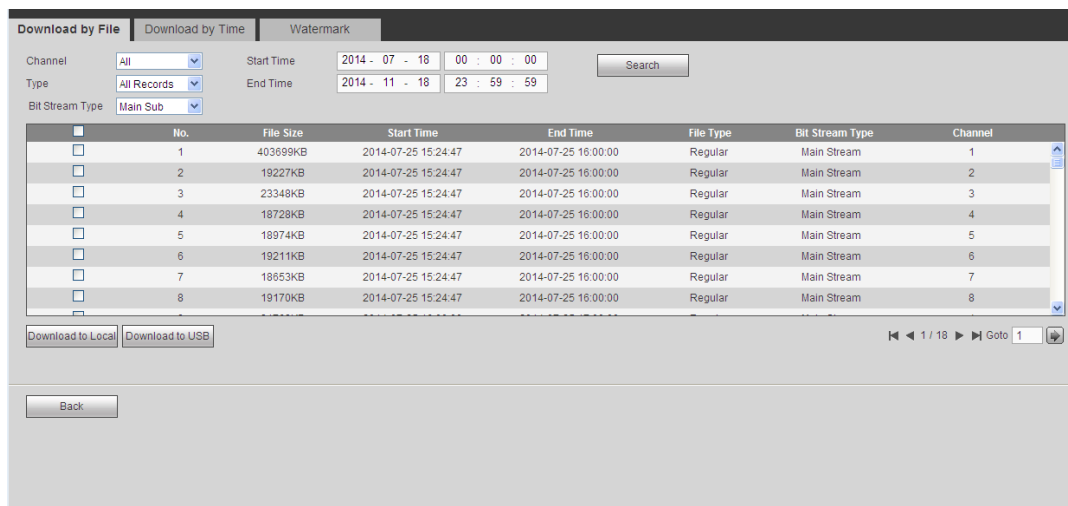 Download by File Download by Time Watermark
Channel All Start Time 2014 - 07 - 18 00 : 00 : 00 Search
Type All Records End Time 2014 - 11 - 18 23 : 59 : 59
Bit Stream Type Main Sub
No. File Size Start Time End Time File Type Bit Stream Type Channel
1 403699KB 2014-07-25 15:24:47 2014-07-25 16:00:00 Regular Main Stream 1
2 19227KB 2014-07-25 15:24:47 2014-07-25 16:00:00 Regular Main Stream 2
3 23348KB 2014-07-25 15:24:47 2014-07-25 16:00:00 Regular Main Stream 3
4 18728KB 2014-07-25 15:24:47 2014-07-25 16:00:00 Regular Main Stream 4
5 18974KB 2014-07-25 15:24:47 2014-07-25 16:00:00 Regular Main Stream 5
6 19211KB 2014-07-25 15:24:47 2014-07-25 16:00:00 Regular Main Stream 6
7 18653KB 2014-07-25 15:24:47 2014-07-25 16:00:00 Regular Main Stream 7
8 19170KB 2014-07-25 15:24:47 2014-07-25 16:00:00 Regular Main Stream 8
Download to Local Download to USB 1 / 18 Goto 1
Back